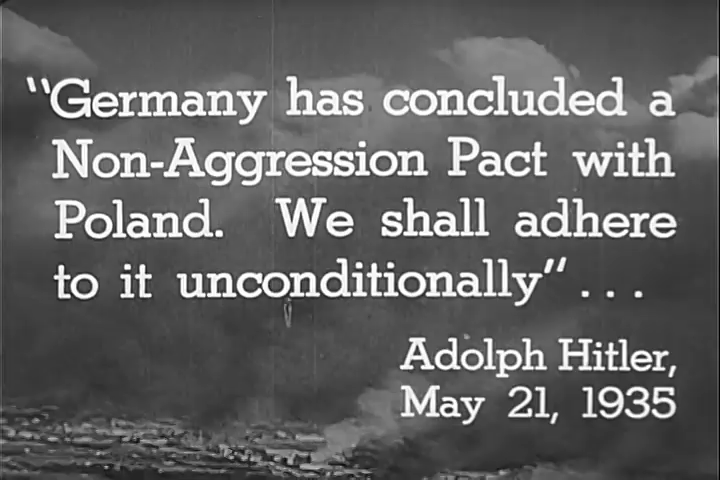 "Germany has concluded a
Non-Aggression Pact with
Poland. We shall adhere
to it unconditionally" . . .
Adolph Hitler,
May 21, 1935